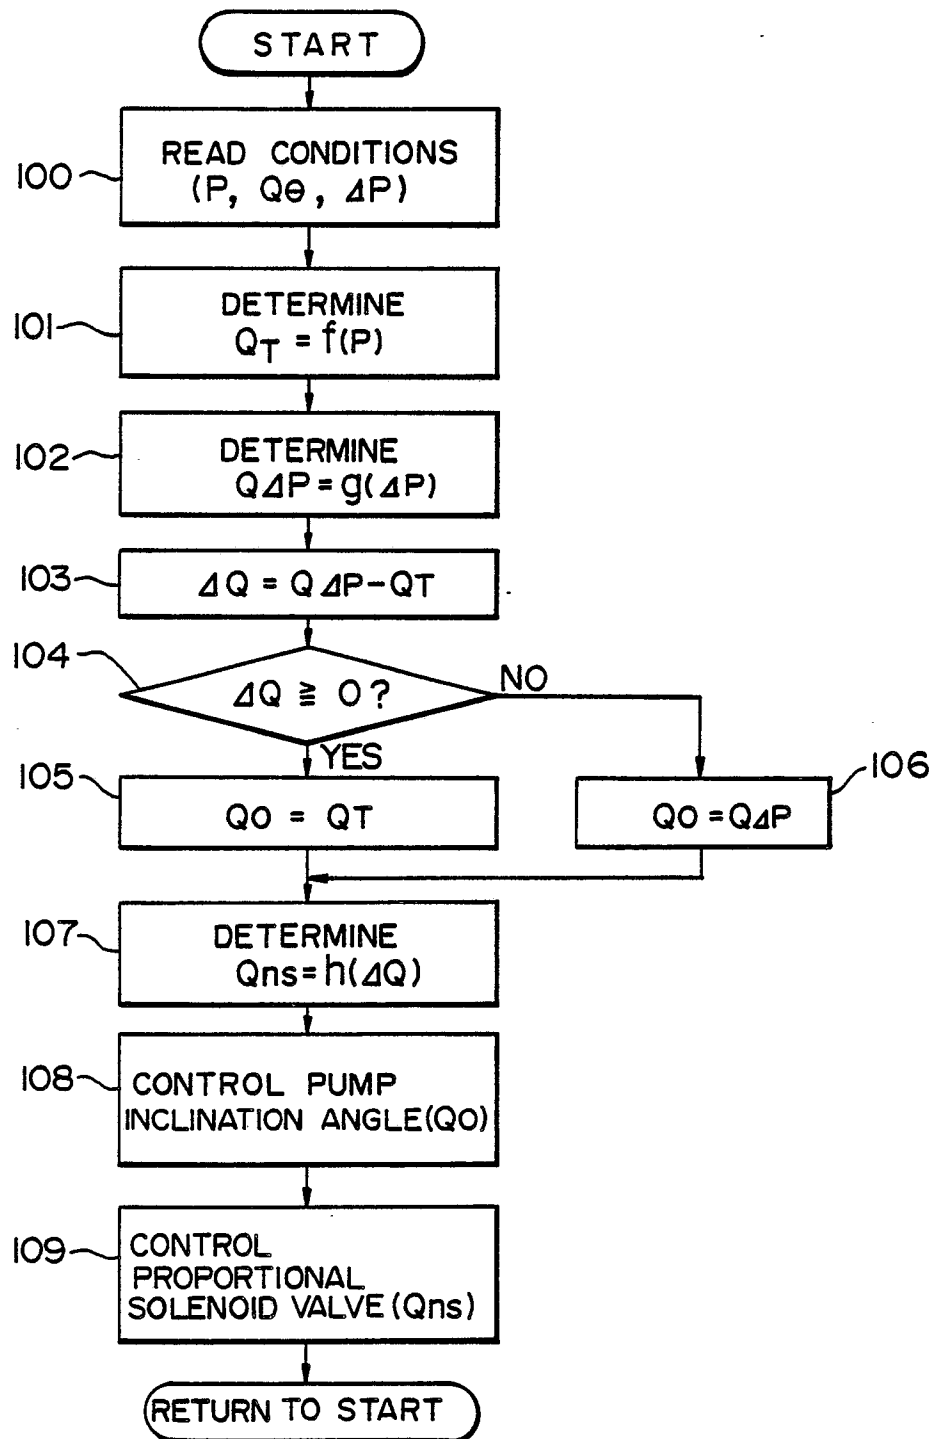 START
100
READ CONDITIONS
(P, Qθ, ΔP)
101
DETERMINE
QT = f(P)
102
DETERMINE
QΔP = g(ΔP)
103
ΔQ = QΔP - QT
104
ΔQ ≧ 0?
NO
YES
105
Qo = QT
106
Qo = QΔP
107
DETERMINE
Qns = h(ΔQ)
108
CONTROL PUMP
INCLINATION ANGLE (Qo)
109
CONTROL
PROPORTIONAL
SOLENOID VALVE (Qns)
RETURN TO START